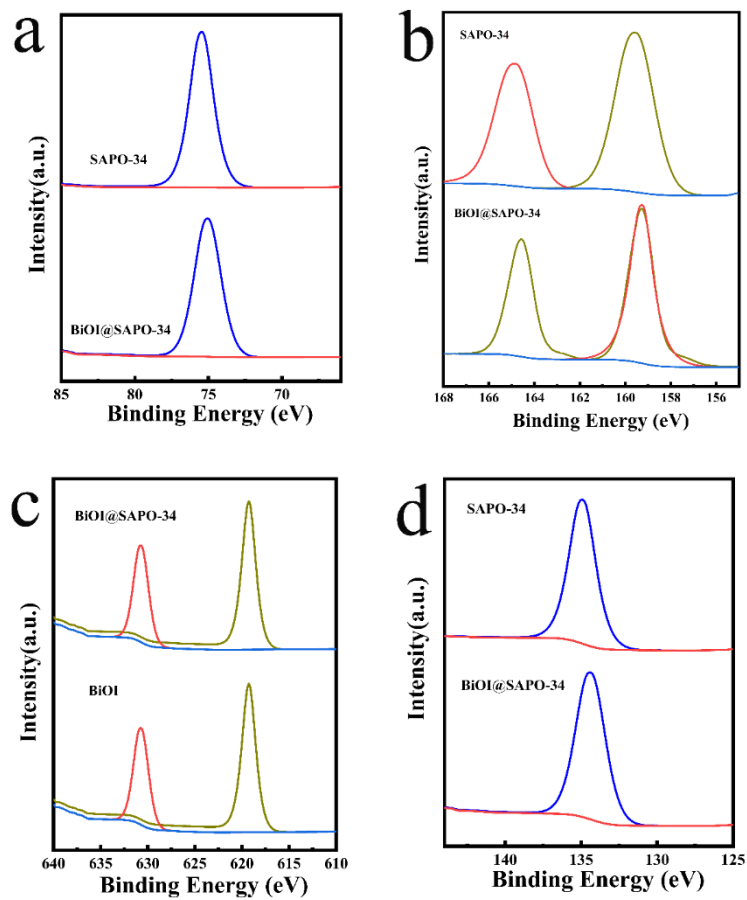 a
SAPO-34
BiOI@SAPO-34
Intensity(a.u.)
85 80 75 70
Binding Energy (eV)
b
SAPO-34
BiOI@SAPO-34
Intensity(a.u.)
168 166 164 162 160 158 156
Binding Energy (eV)
c
BiOI@SAPO-34
BiOI
Intensity(a.u.)
640 635 630 625 620 615 610
Binding Energy (eV)
d
SAPO-34
BiOI@SAPO-34
Intensity(a.u.)
140 135 130 125
Binding Energy (eV)